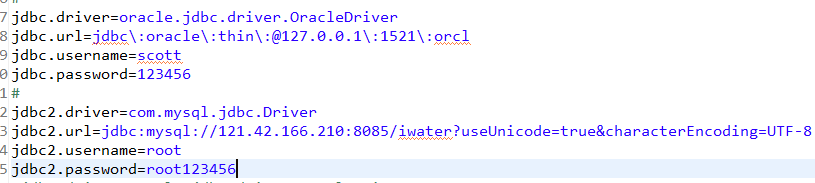 7 jdbc.driver=oracle.jdbc.driver.OracleDriver
8 jdbc.url=jdbc\:oracle\:thin\:@127.0.0.1\:1521\:orcl
9 jdbc.username=scott
0 jdbc.password=123456
1 #
2 jdbc2.driver=com.mysql.jdbc.Driver
3 jdbc2.url=jdbc:mysql://121.42.166.210:8085/iwater?useUnicode=true&characterEncoding=UTF-8
4 jdbc2.username=root
5 jdbc2.password=root123456